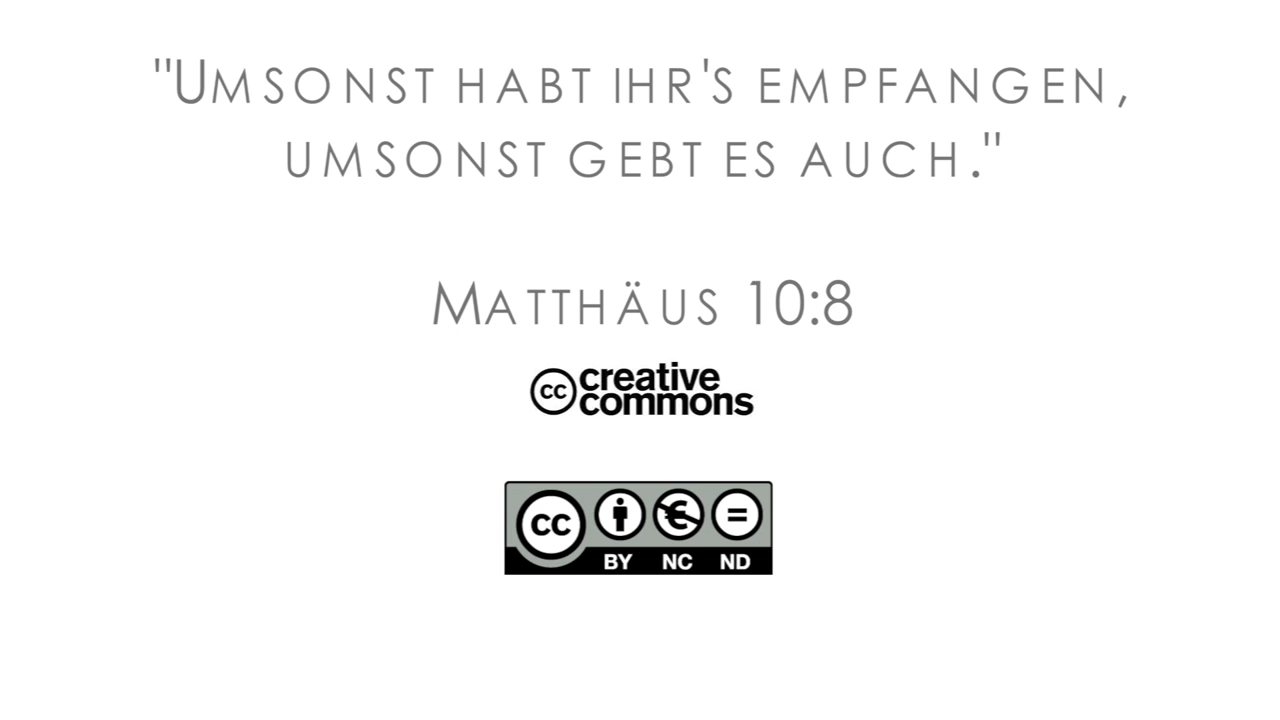 "Umsonst habt ihr's empfangen,
umsonst gebt es auch."
Matthäus 10:8
cc creative
commons
cc
BY NC ND